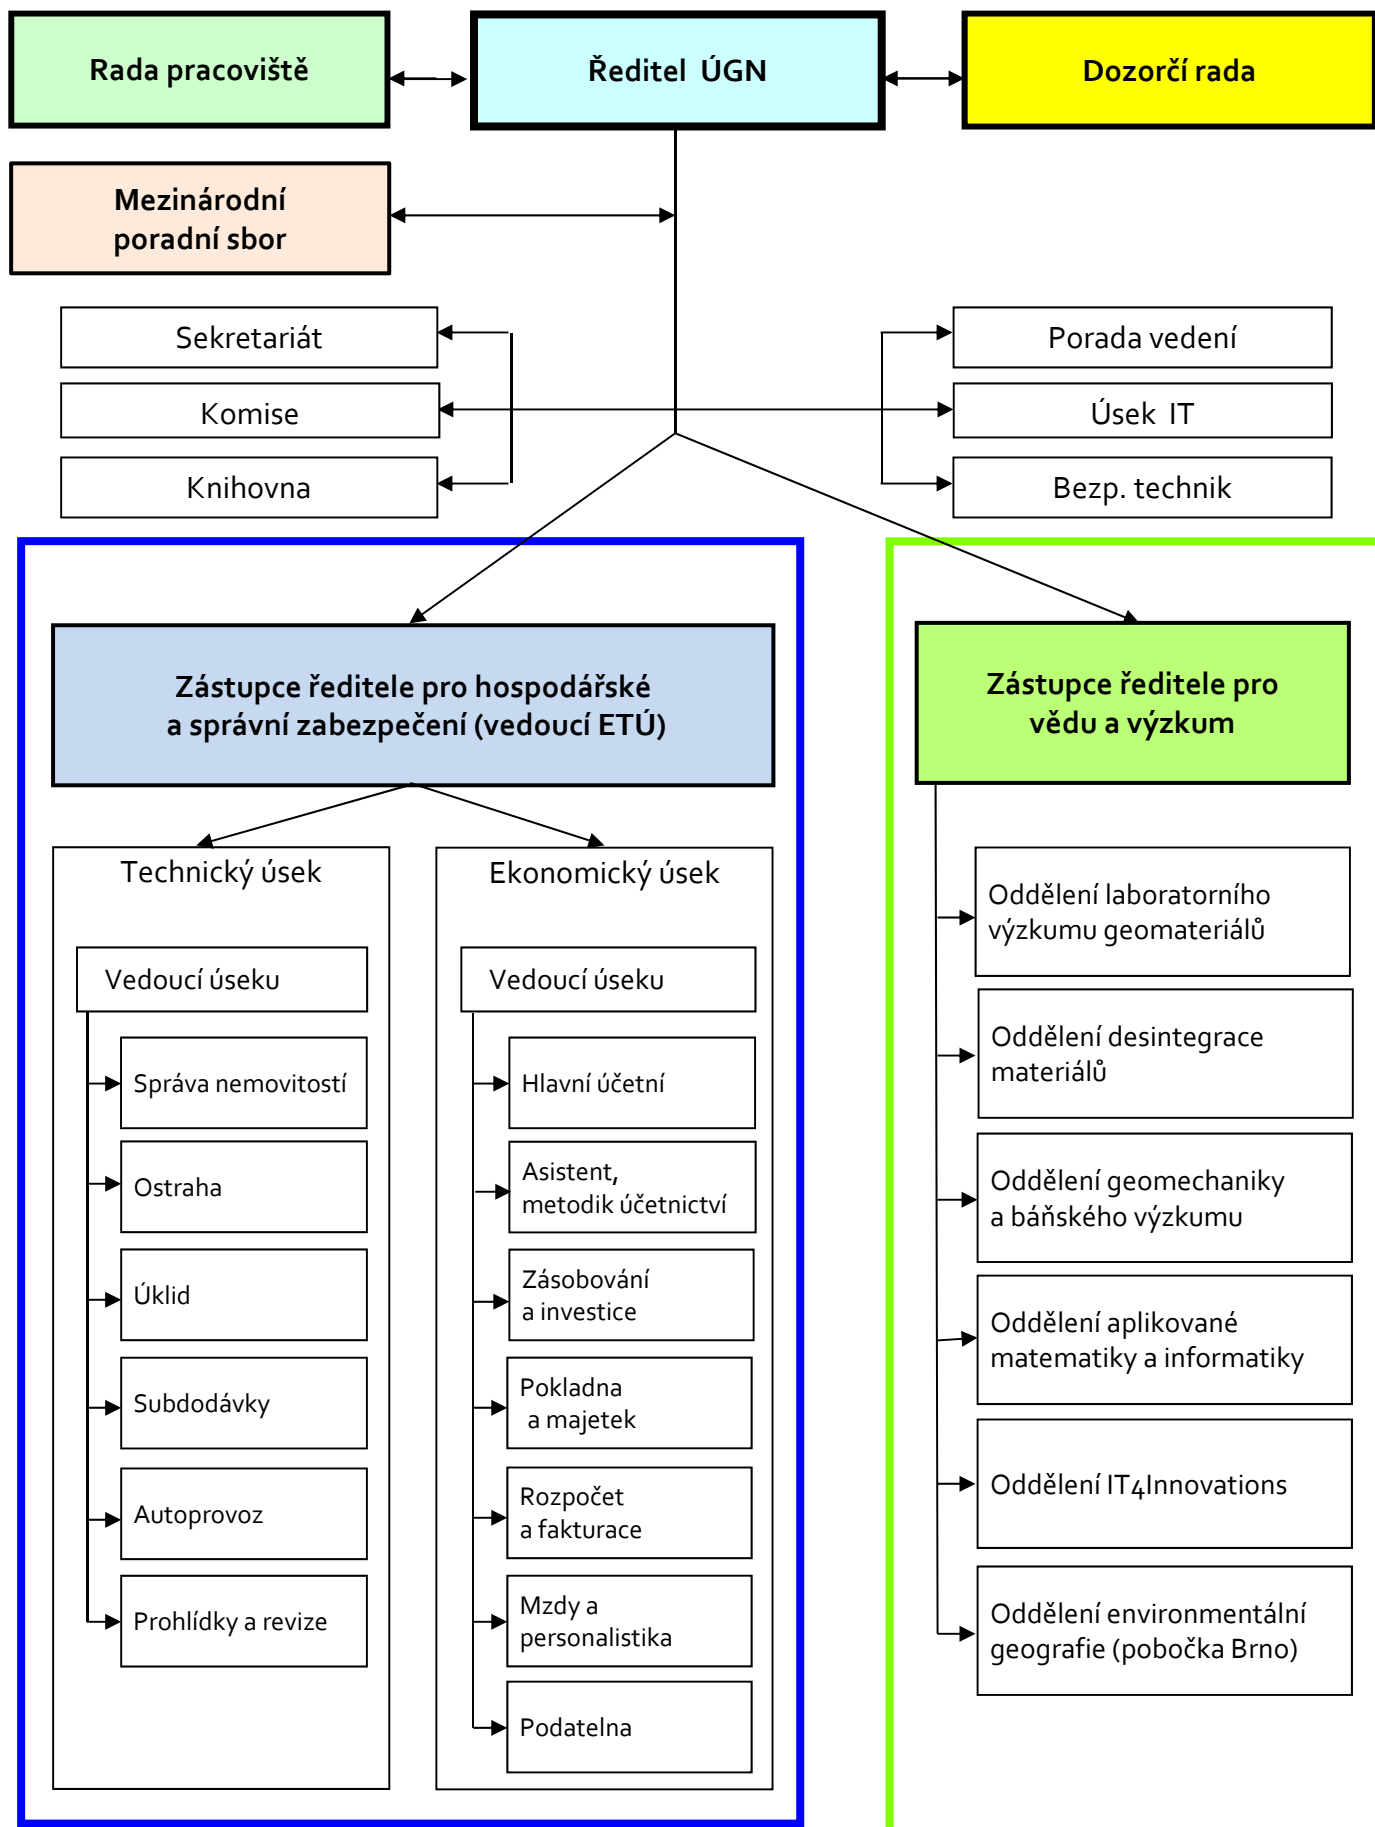 Rada pracoviště
Ředitel ÚGN
Dozorčí rada
Mezinárodní
poradní sbor
Sekretariát
Komise
Knihovna
Porada vedení
Úsek IT
Bezp. technik
Zástupce ředitele pro hospodářské
a správní zabezpečení (vedoucí ETÚ)
Technický úsek
Vedoucí úseku
Správa nemovitostí
Ostraha
Úklid
Subdodávky
Autoprovoz
Prohlídky a revize
Ekonomický úsek
Vedoucí úseku
Hlavní účetní
Asistent,
metodik účetnictví
Zásobování
a investice
Pokladna
a majetek
Rozpočet
a fakturace
Mzdy a
personalistika
Podatelna
Zástupce ředitele pro
vědu a výzkum
Oddělení laboratorního
výzkumu geomateriálů
Oddělení desintegrace
materiálů
Oddělení geomechaniky
a báňského výzkumu
Oddělení aplikované
matematiky a informatiky
Oddělení IT4Innovations
Oddělení environmentální
geografie (pobočka Brno)